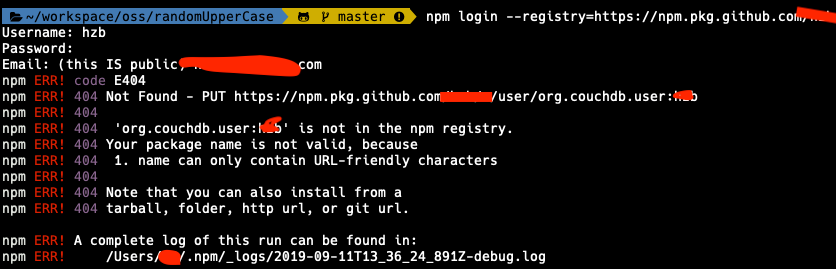 ~/workspace/oss/randomUpperCase master npm login --registry=https://npm.pkg.github.com/
Username: hzb
Password:
Email: (this IS public) com
npm ERR! code E404
npm ERR! 404 Not Found - PUT https://npm.pkg.github.com/ /user/org.couchdb.user:
npm ERR! 404
npm ERR! 404 'org.couchdb.user: ' is not in the npm registry.
npm ERR! 404 Your package name is not valid, because
npm ERR! 404 1. name can only contain URL-friendly characters
npm ERR! 404
npm ERR! 404 Note that you can also install from a
npm ERR! 404 tarball, folder, http url, or git url.
npm ERR! A complete log of this run can be found in:
npm ERR! /Users/ /.npm/_logs/2019-09-11T13_36_24_891Z-debug.log